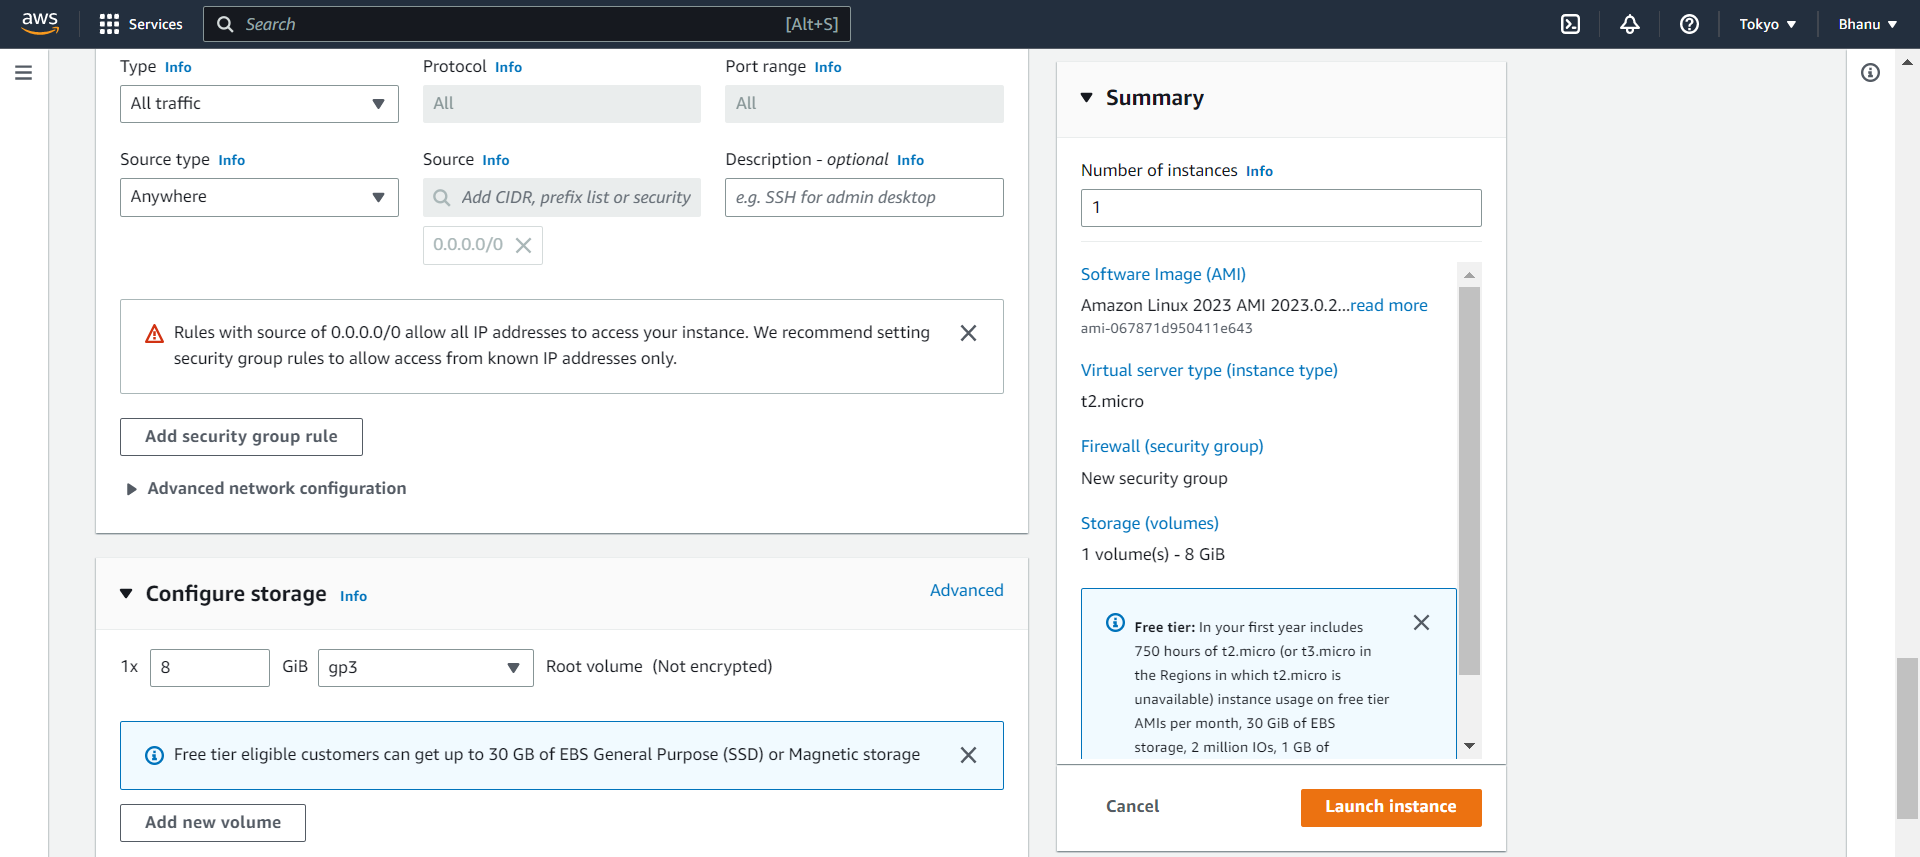 aws
Services
Search
[Alt+S]
Tokyo
Bhanu
Type Info
Protocol Info
Port range Info
All traffic
All
All
Source type Info
Source Info
Description - optional Info
Anywhere
Add CIDR, prefix list or security
e.g. SSH for admin desktop
0.0.0.0/0
Rules with source of 0.0.0.0/0 allow all IP addresses to access your instance. We recommend setting
security group rules to allow access from known IP addresses only.
Add security group rule
Advanced network configuration
Configure storage Info
Advanced
1x
8
GiB
gp3
Root volume (Not encrypted)
Free tier eligible customers can get up to 30 GB of EBS General Purpose (SSD) or Magnetic storage
Add new volume
Summary
Number of instances Info
1
Software Image (AMI)
Amazon Linux 2023 AMI 2023.0.2...read more
ami-067871d950411e643
Virtual server type (instance type)
t2.micro
Firewall (security group)
New security group
Storage (volumes)
1 volume(s) - 8 GiB
Free tier: In your first year includes
750 hours of t2.micro (or t3.micro in
the Regions in which t2.micro is
unavailable) instance usage on free tier
AMIs per month, 30 GiB of EBS
storage, 2 million IOs, 1 GB of
Cancel
Launch instance